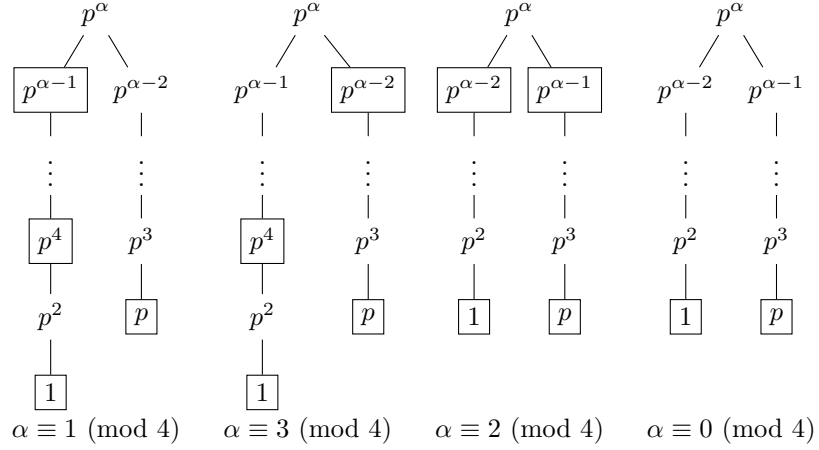 p^α p^α p^α p^α
p^{α−1} p^{α−2} p^{α−1} p^{α−2} p^{α−2} p^{α−1} p^{α−2} p^{α−1}
⋮ ⋮ ⋮ ⋮ ⋮ ⋮ ⋮ ⋮
p^4 p^3 p^4 p^3 p^2 p^3 p^2 p^3
p^2 p p^2 p 1 p 1 p
1 1
α ≡ 1 (mod 4) α ≡ 3 (mod 4) α ≡ 2 (mod 4) α ≡ 0 (mod 4)